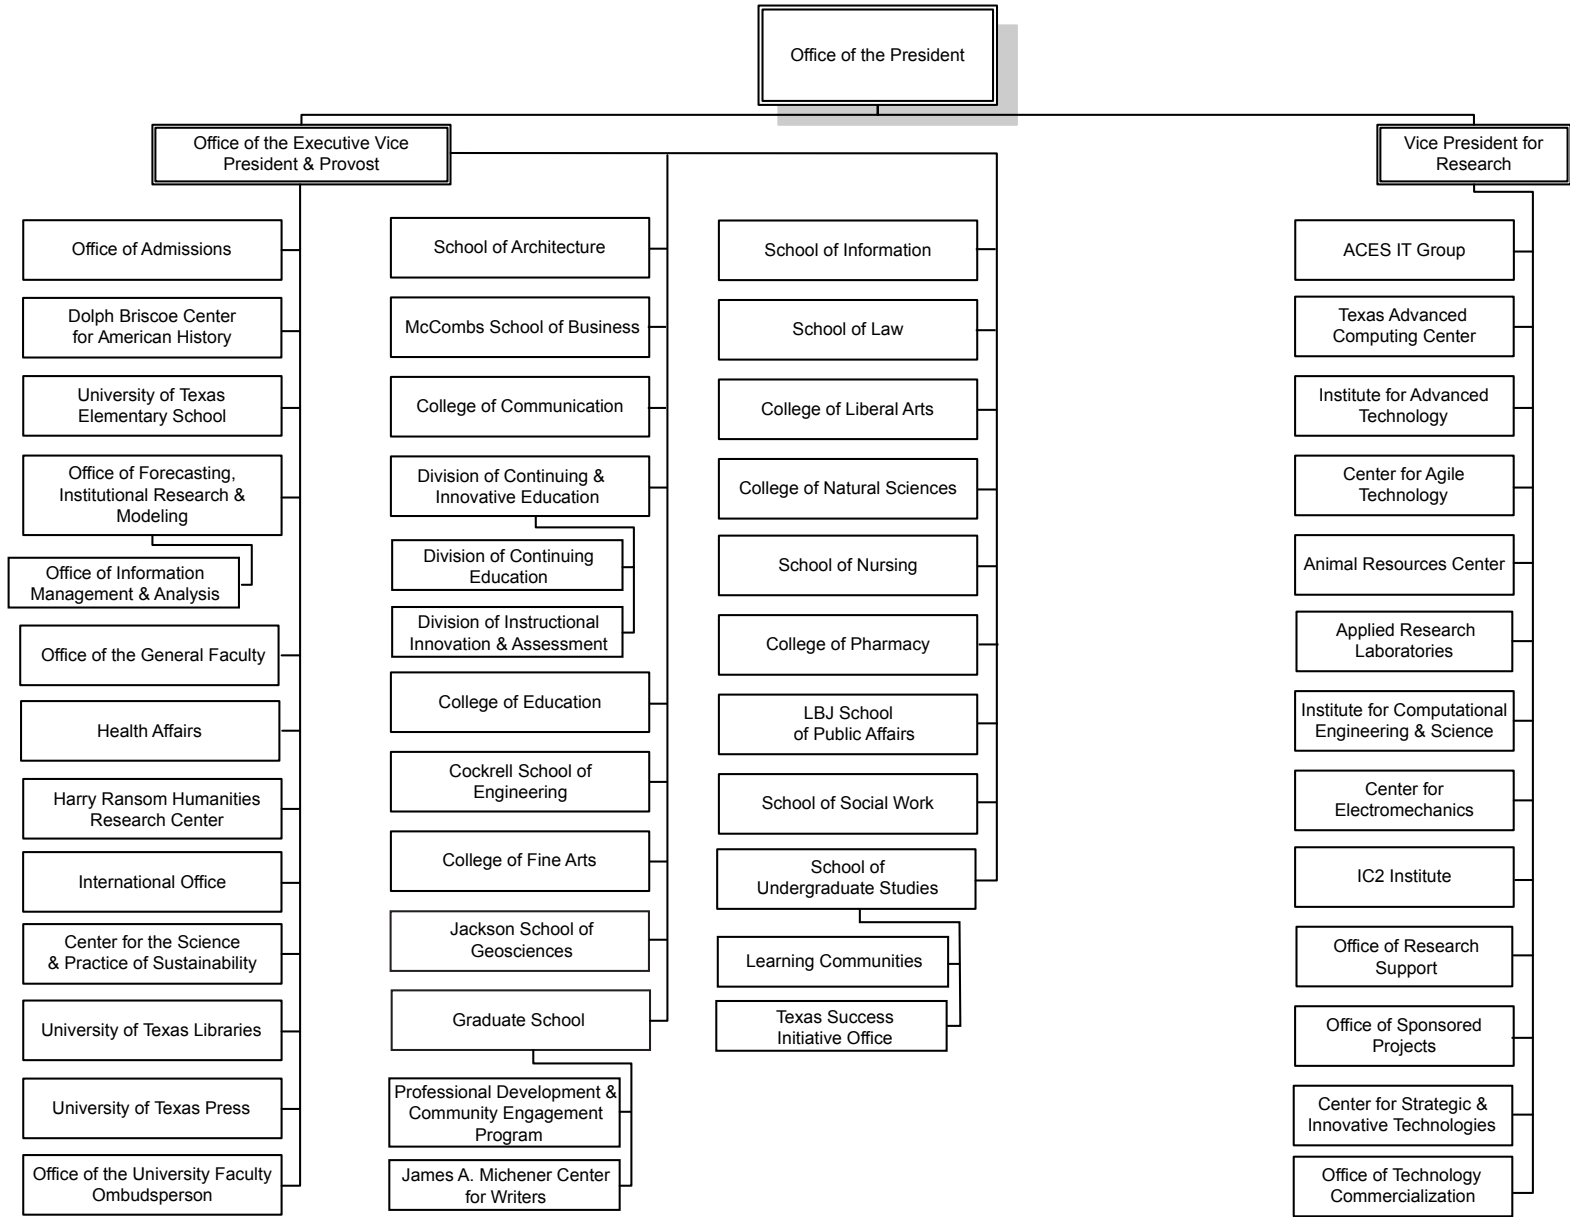 Office of the President
Office of the Executive Vice
President & Provost
Vice President for
Research
Office of Admissions
Dolph Briscoe Center
for American History
University of Texas
Elementary School
Office of Forecasting,
Institutional Research &
Modeling
Office of Information
Management & Analysis
Office of the General Faculty
Health Affairs
Harry Ransom Humanities
Research Center
International Office
Center for the Science
& Practice of Sustainability
University of Texas Libraries
University of Texas Press
Office of the University Faculty
Ombudsperson
School of Architecture
McCombs School of Business
College of Communication
Division of Continuing &
Innovative Education
Division of Continuing
Education
Division of Instructional
Innovation & Assessment
College of Education
Cockrell School of
Engineering
College of Fine Arts
Jackson School of
Geosciences
Graduate School
Professional Development &
Community Engagement
Program
James A. Michener Center
for Writers
School of Information
School of Law
College of Liberal Arts
College of Natural Sciences
School of Nursing
College of Pharmacy
LBJ School
of Public Affairs
School of Social Work
School of
Undergraduate Studies
Learning Communities
Texas Success
Initiative Office
ACES IT Group
Texas Advanced
Computing Center
Institute for Advanced
Technology
Center for Agile
Technology
Animal Resources Center
Applied Research
Laboratories
Institute for Computational
Engineering & Science
Center for
Electromechanics
IC2 Institute
Office of Research
Support
Office of Sponsored
Projects
Center for Strategic &
Innovative Technologies
Office of Technology
Commercialization